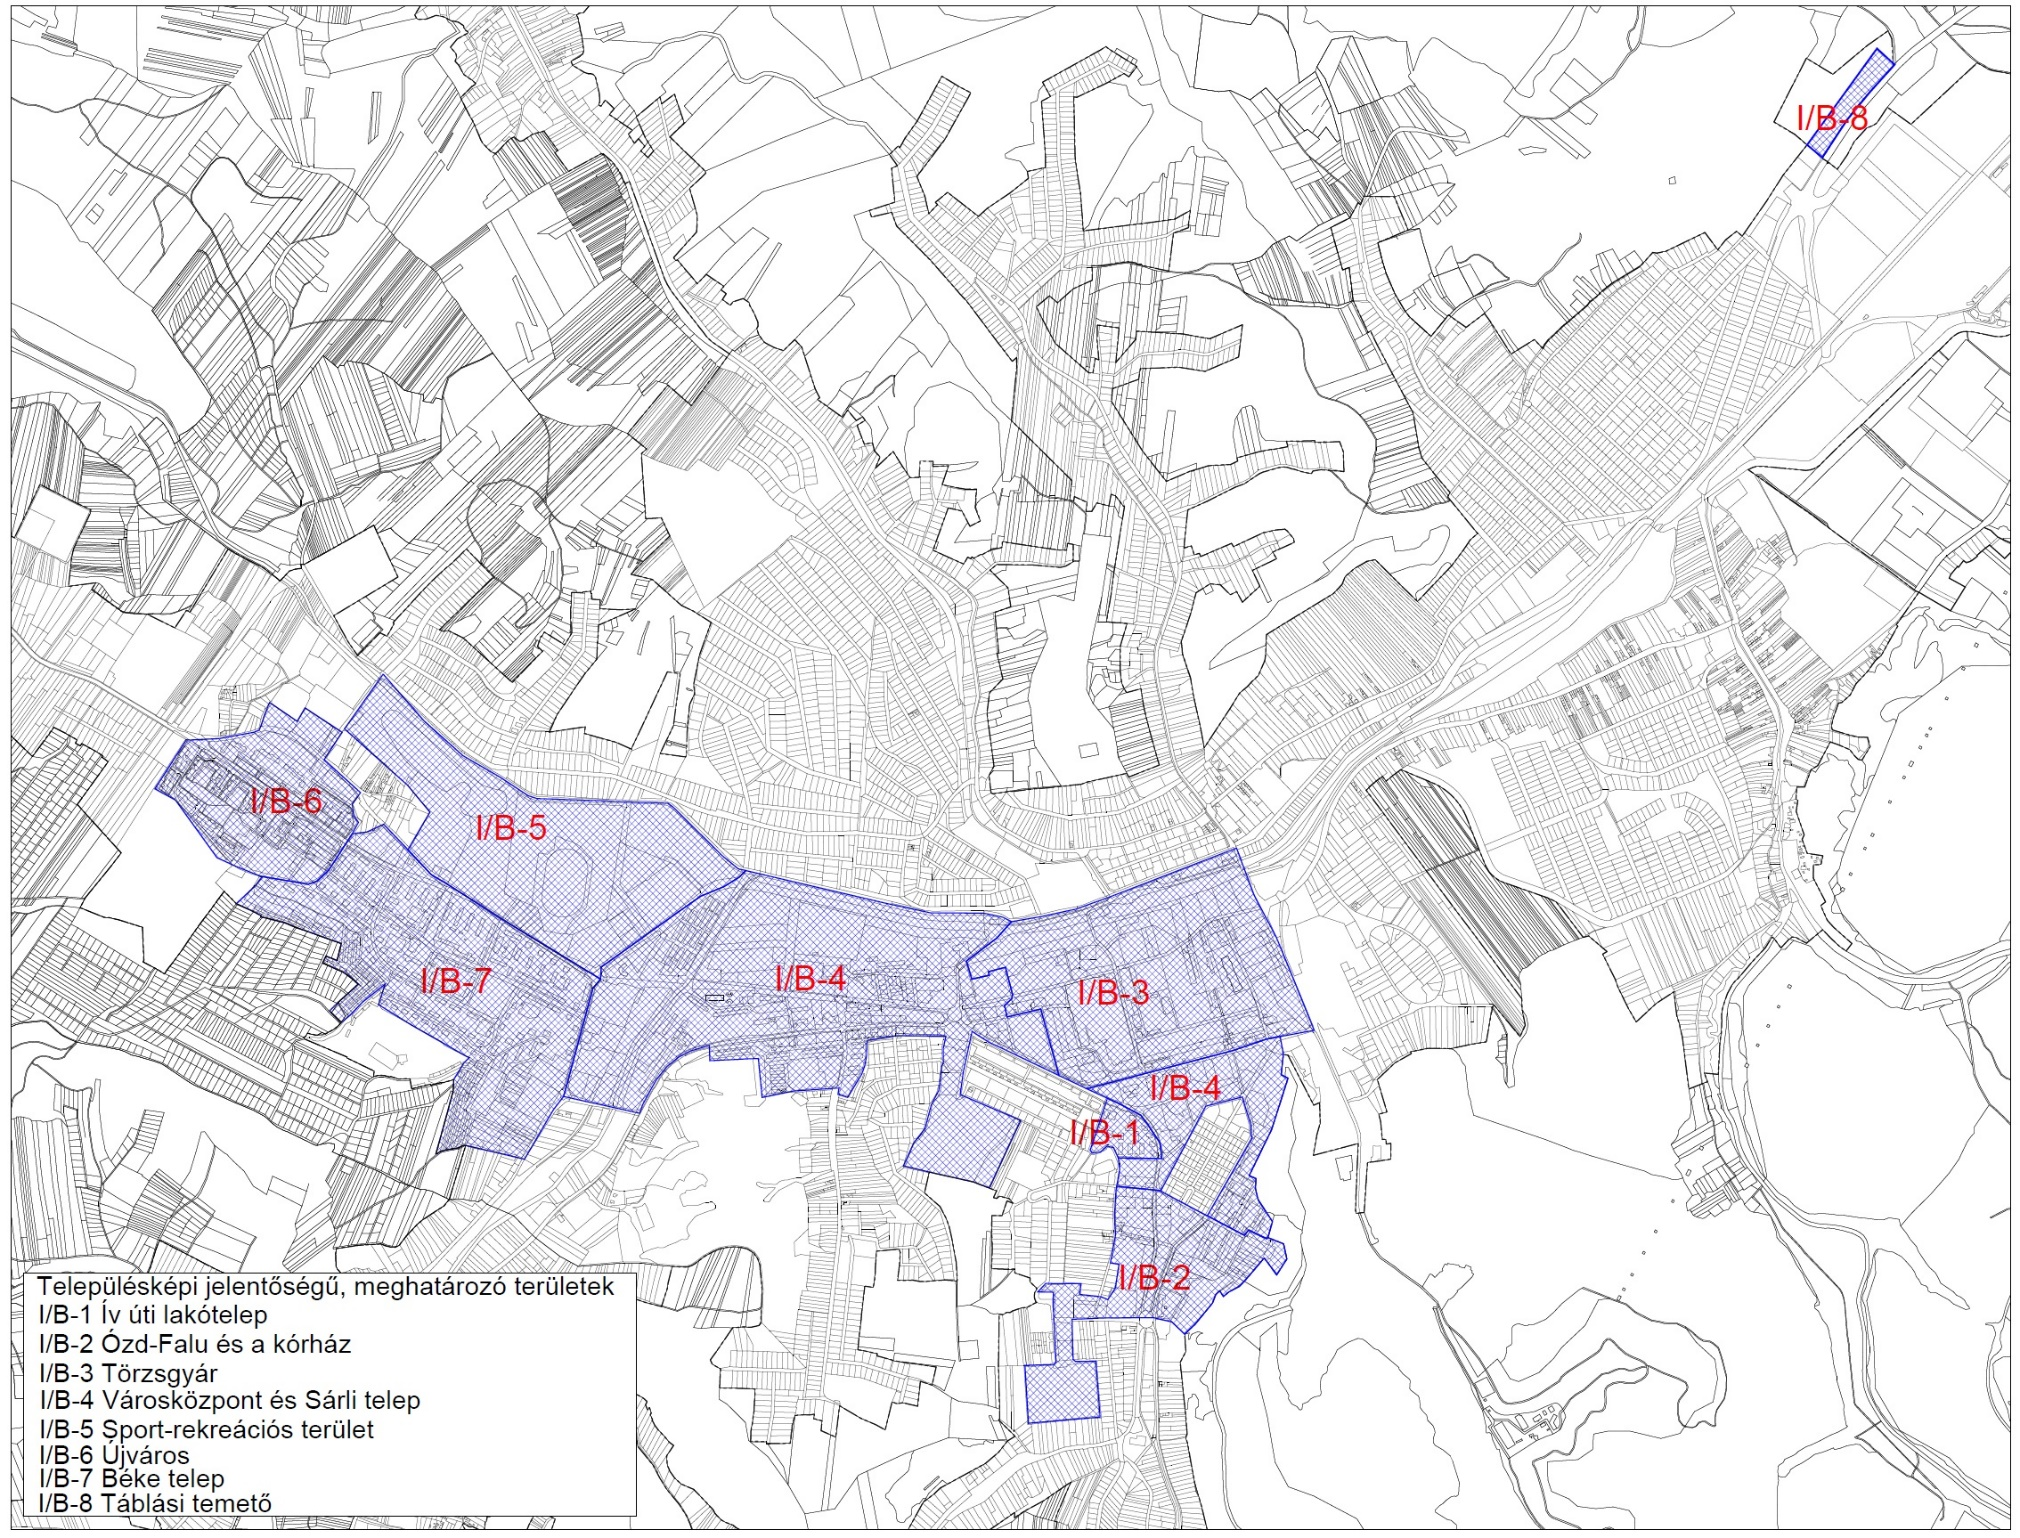 I/B-8
I/B-6
I/B-5
I/B-7
I/B-4
I/B-3
I/B-4
I/B-1
I/B-2
Településképi jelentőségű, meghatározó területek
I/B-1 Ív úti lakótelep
I/B-2 Ózd-Falu és a kórház
I/B-3 Törzsgyár
I/B-4 Városközpont és Sárli telep
I/B-5 Sport-rekreációs terület
I/B-6 Újváros
I/B-7 Béke telep
I/B-8 Táblási temető